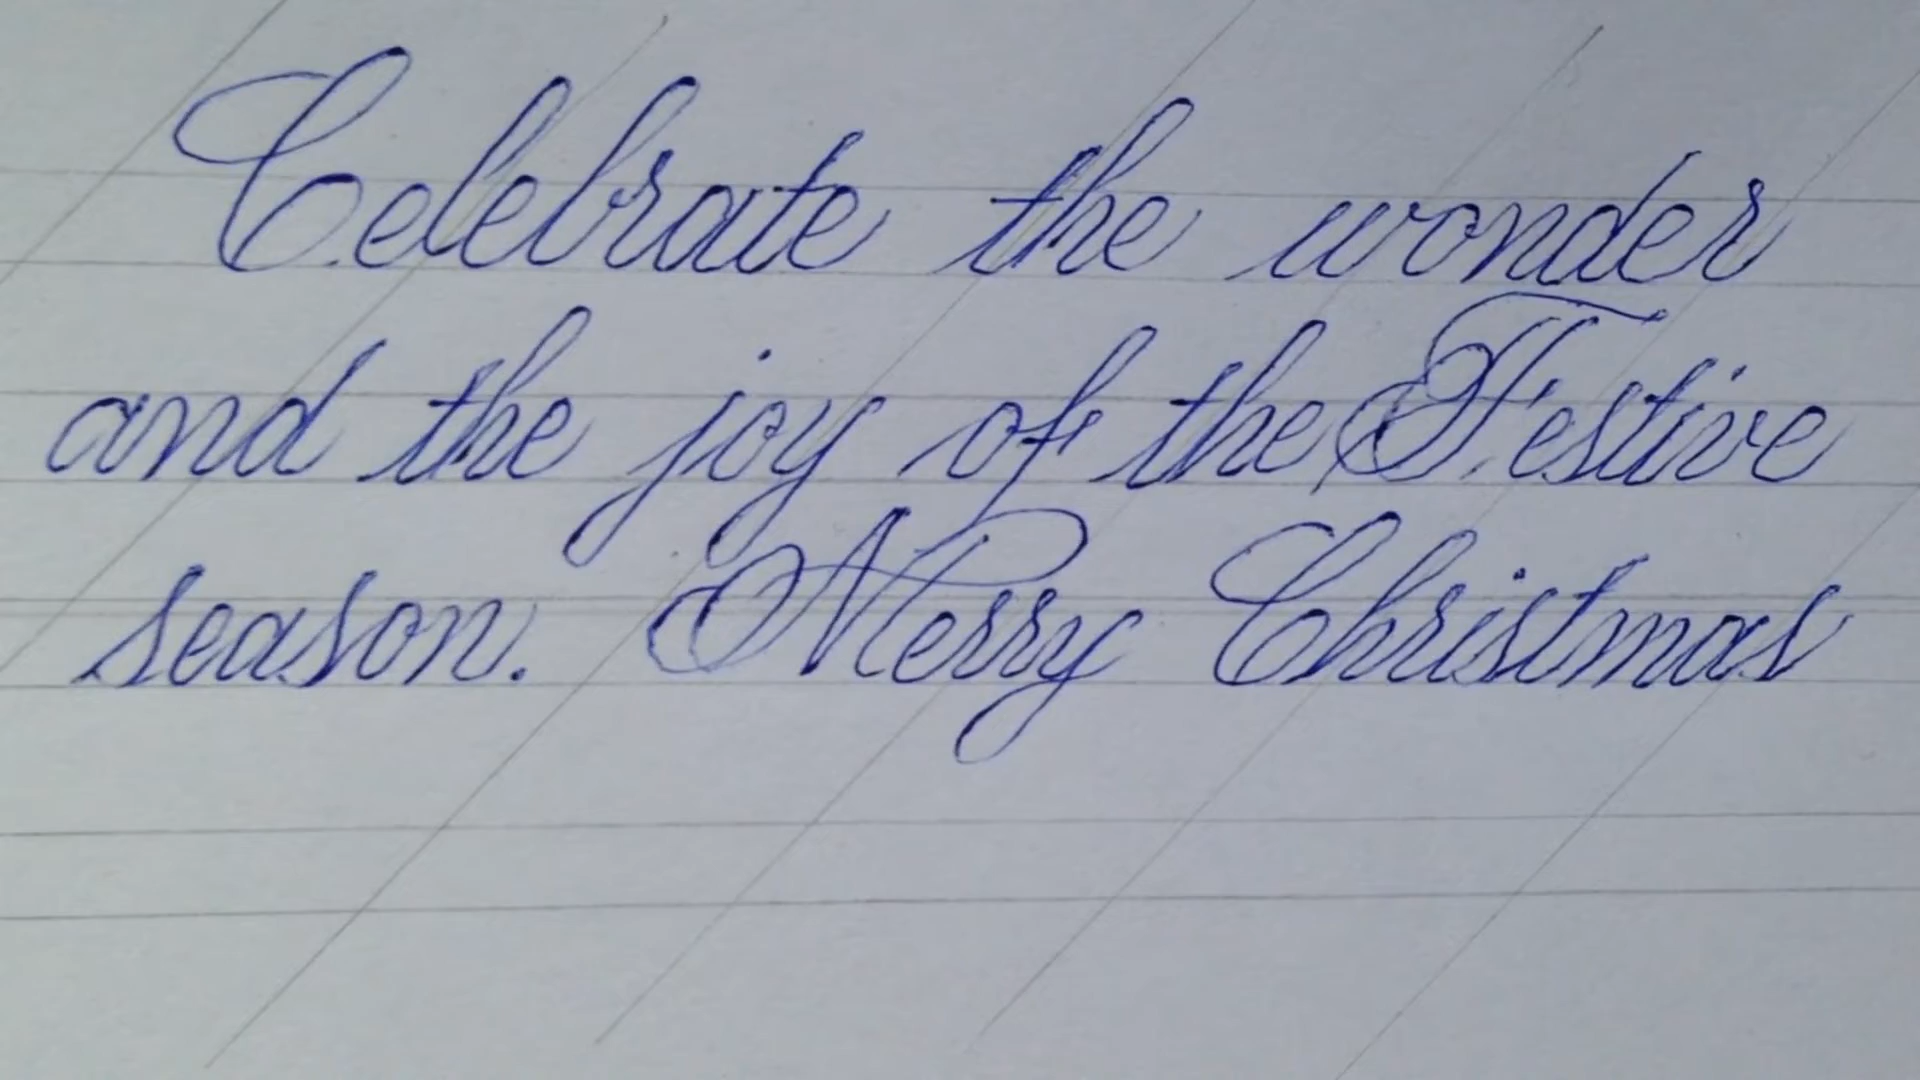 Celebrate the wonder
and the joy of the Festive
season. Merry Christmas